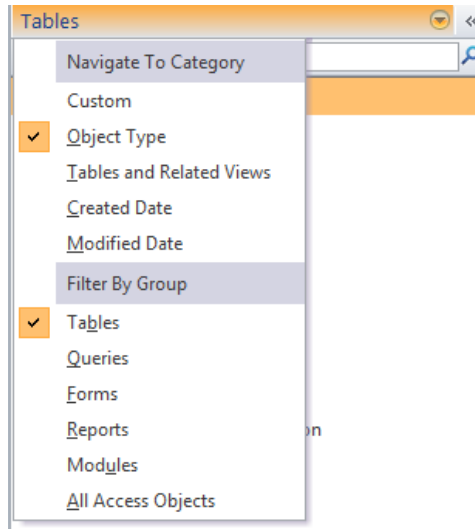 Tables
Navigate To Category
Custom
Object Type
Tables and Related Views
Created Date
Modified Date
Filter By Group
Tables
Queries
Forms
Reports
Modules
All Access Objects